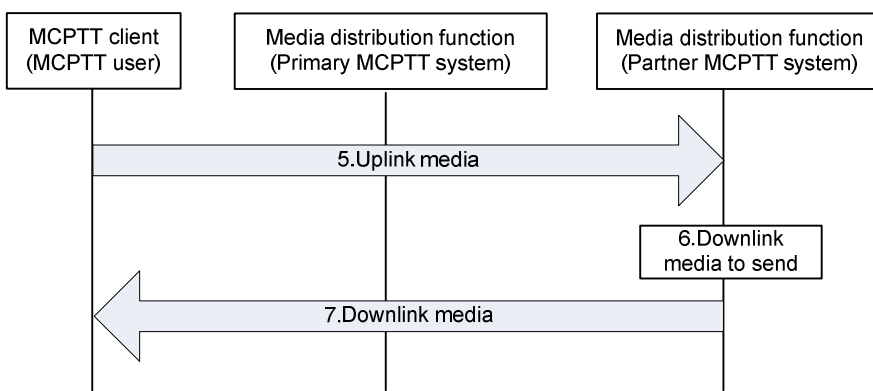 MCPTT client
(MCPTT user)
Media distribution function
(Primary MCPTT system)
Media distribution function
(Partner MCPTT system)
5.Uplink media
6.Downlink
media to send
7.Downlink media